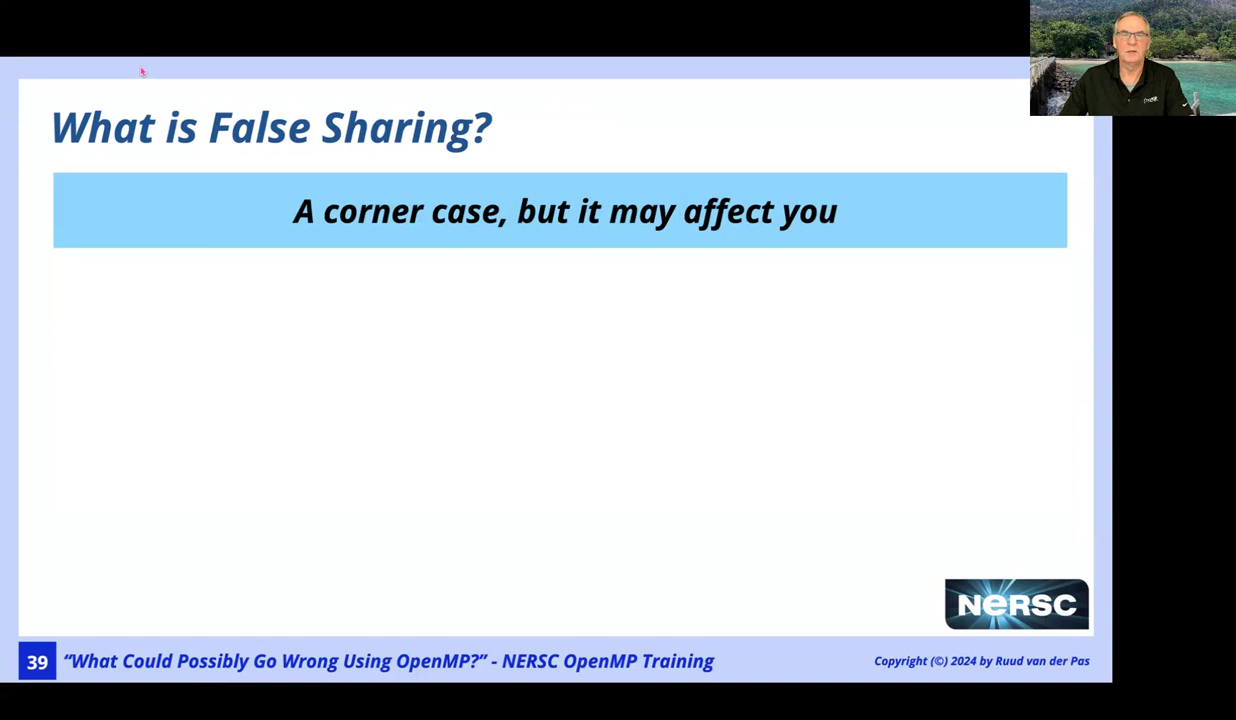 What is False Sharing?
A corner case, but it may affect you
NERSC
39 “What Could Possibly Go Wrong Using OpenMP?” - NERSC OpenMP Training
Copyright (©) 2024 by Ruud van der Pas